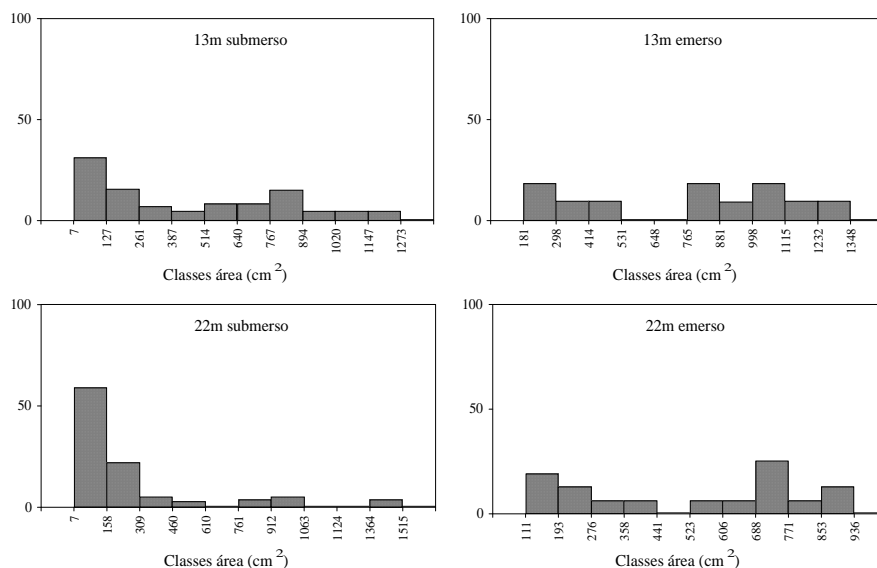 100
13m submerso
50
0
7 127 261 387 514 640 767 894 1020 1147 1273
Classes área (cm 2)
100
13m emerso
50
0
181 298 414 531 648 765 881 998 1115 1232 1348
Classes área (cm 2)
100
22m submerso
50
0
7 158 309 460 610 761 912 1063 1124 1364 1515
Classes área (cm 2)
100
22m emerso
50
0
111 193 276 358 441 523 606 688 771 853 936
Classes área (cm 2)